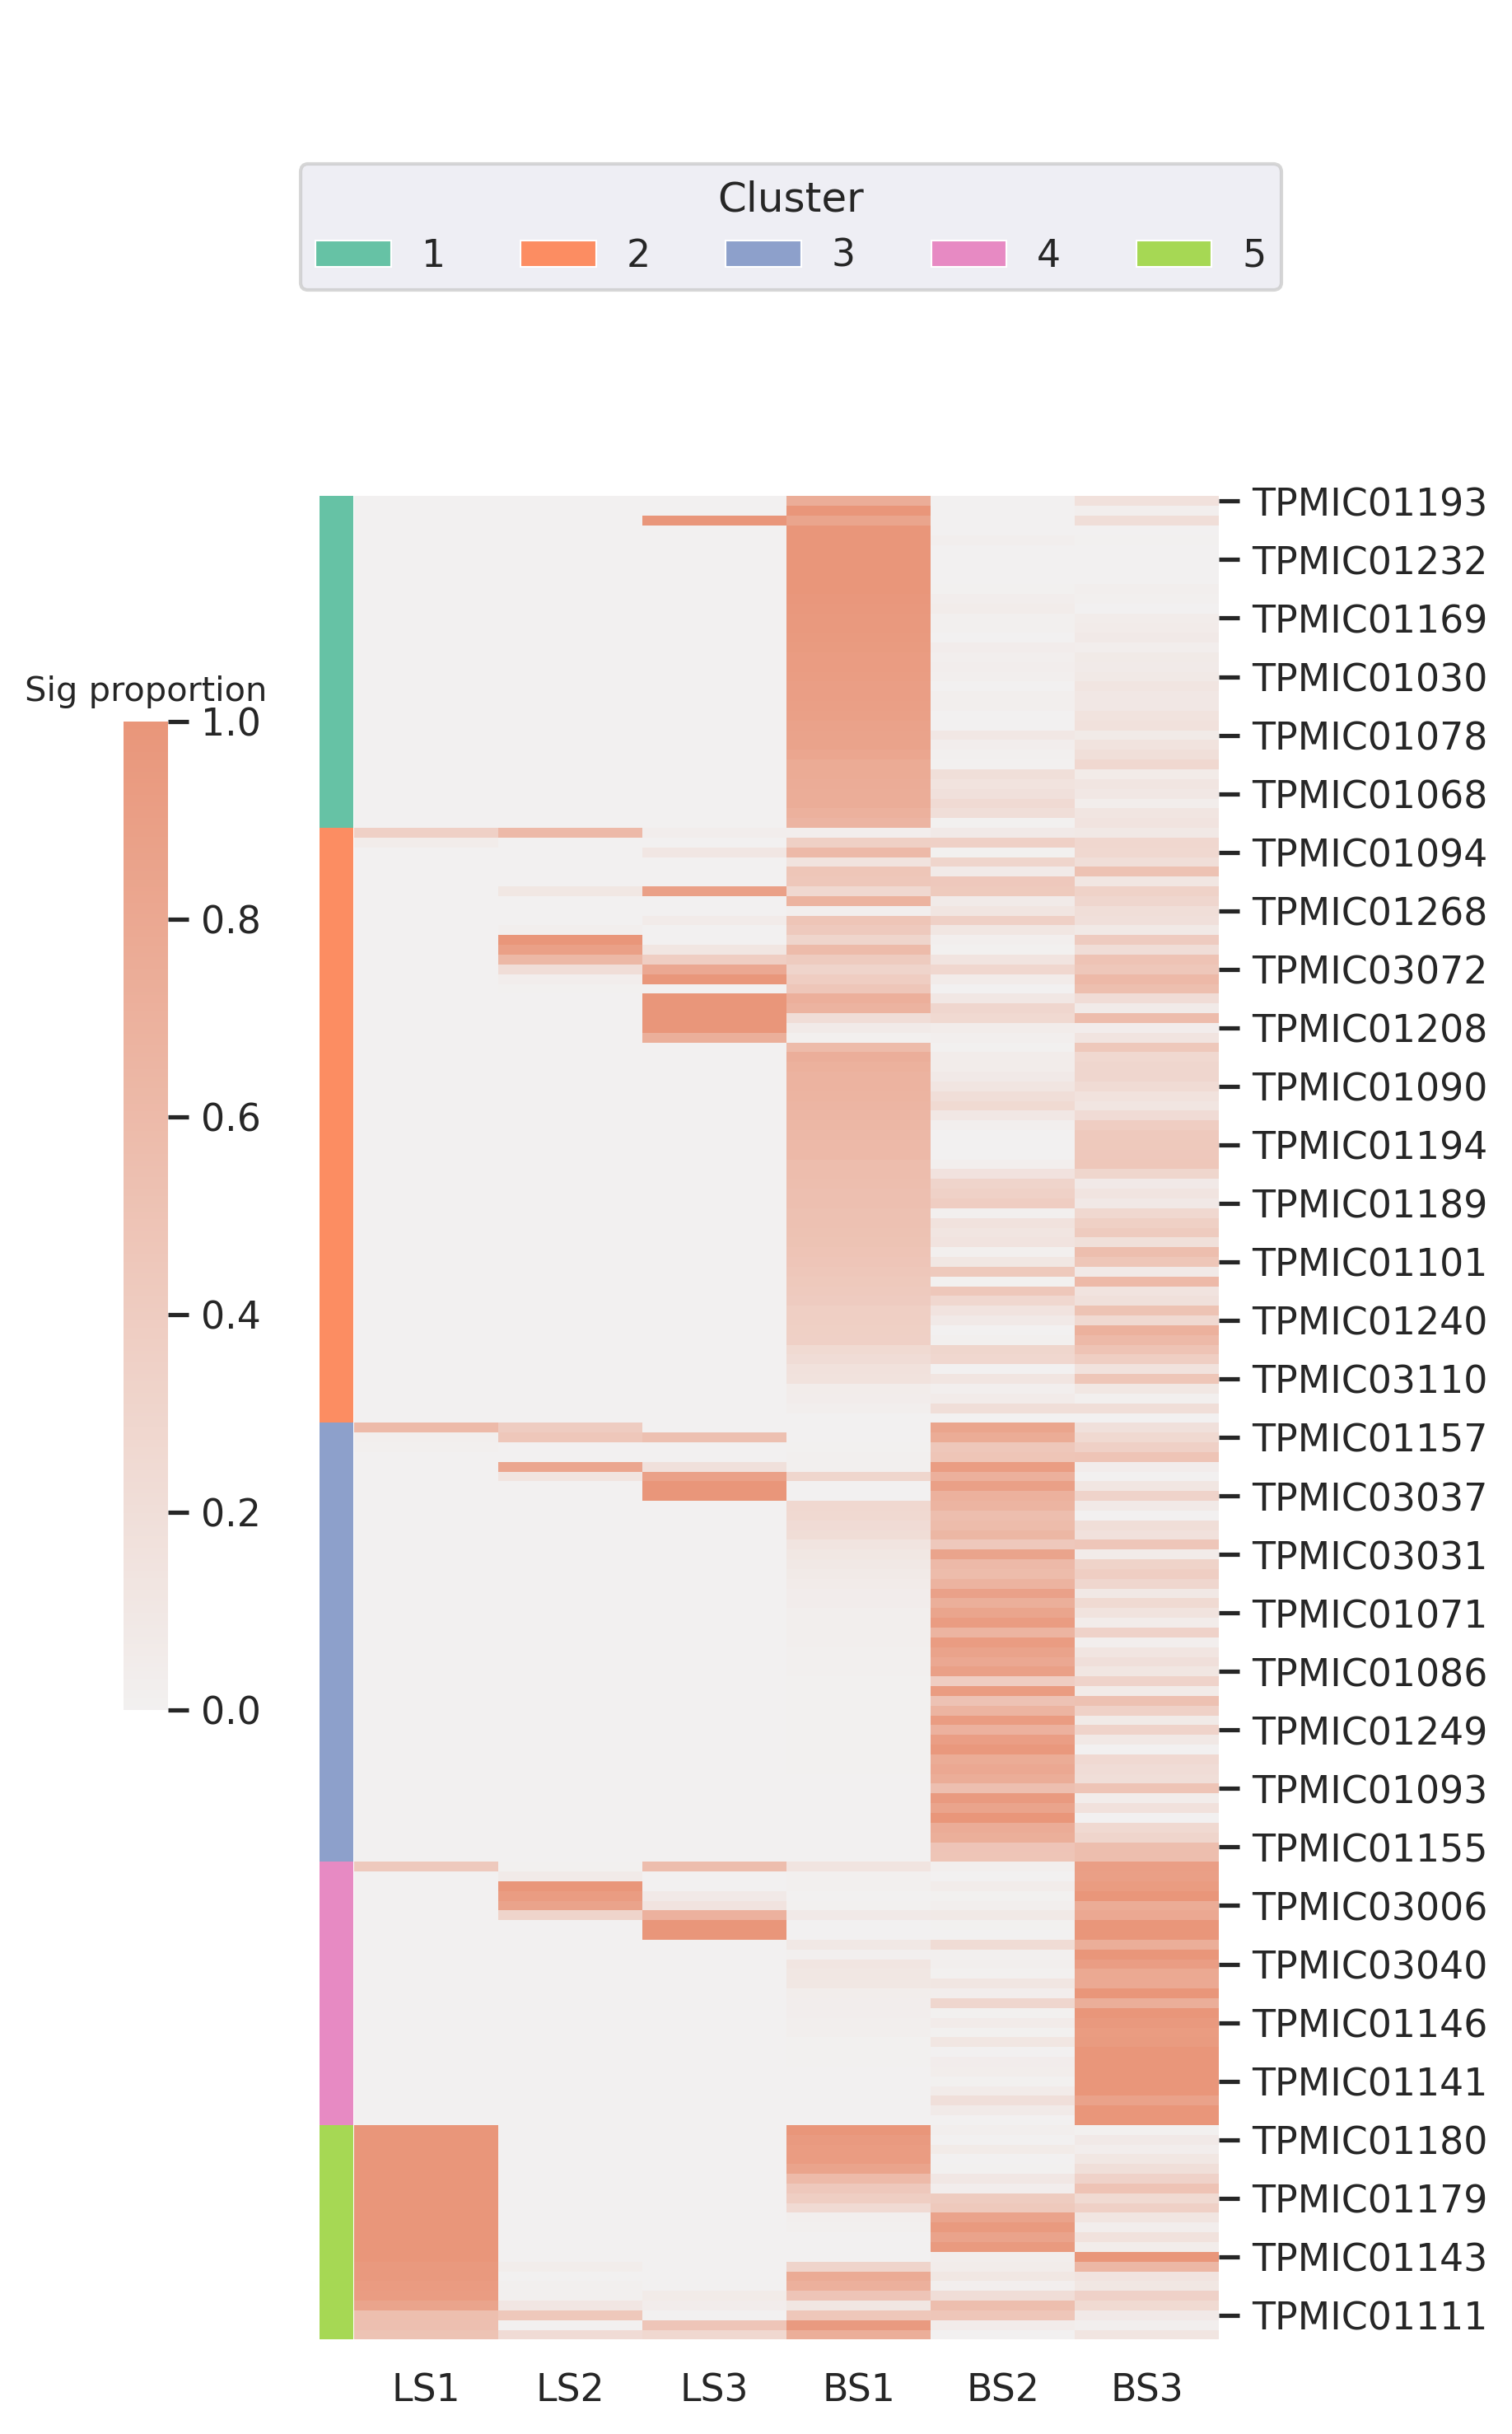 Cluster
1 2 3 4 5
Sig proportion
1.0
0.8
0.6
0.4
0.2
0.0
TPMIC01193
TPMIC01232
TPMIC01169
TPMIC01030
TPMIC01078
TPMIC01068
TPMIC01094
TPMIC01268
TPMIC03072
TPMIC01208
TPMIC01090
TPMIC01194
TPMIC01189
TPMIC01101
TPMIC01240
TPMIC03110
TPMIC01157
TPMIC03037
TPMIC03031
TPMIC01071
TPMIC01086
TPMIC01249
TPMIC01093
TPMIC01155
TPMIC03006
TPMIC03040
TPMIC01146
TPMIC01141
TPMIC01180
TPMIC01179
TPMIC01143
TPMIC01111
LS1 LS2 LS3 BS1 BS2 BS3